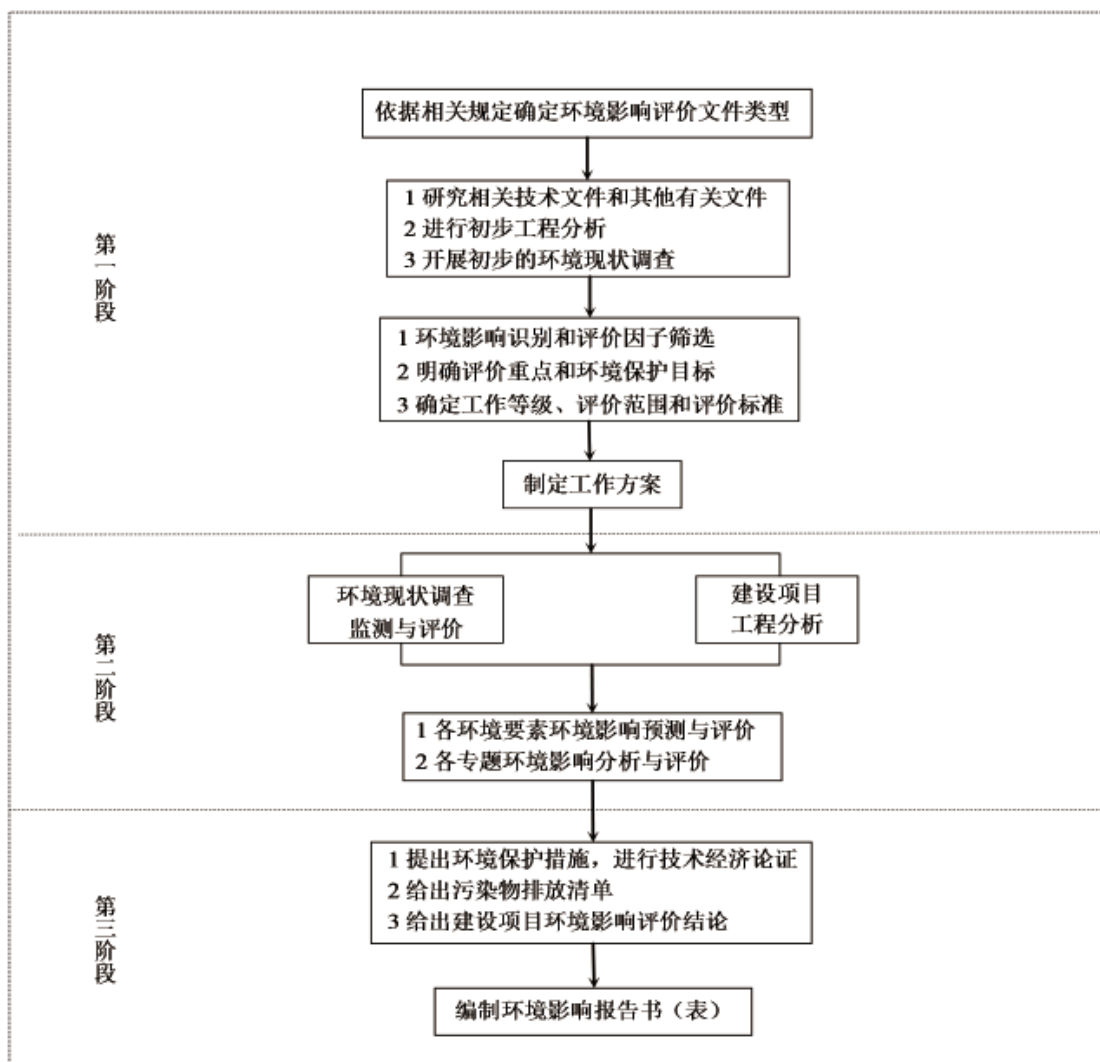 依据相关规定确定环境影响评价文件类型
1 研究相关技术文件和其他有关文件
2 进行初步工程分析
3 开展初步的环境现状调查
第一阶段
1 环境影响识别和评价因子筛选
2 明确评价重点和环境保护目标
3 确定工作等级、评价范围和评价标准
制定工作方案
环境现状调查
监测与评价
建设项目
工程分析
第二阶段
1 各环境要素环境影响预测与评价
2 各专题环境影响分析与评价
1 提出环境保护措施，进行技术经济论证
2 给出污染物排放清单
3 给出建设项目环境影响评价结论
第三阶段
编制环境影响报告书（表）